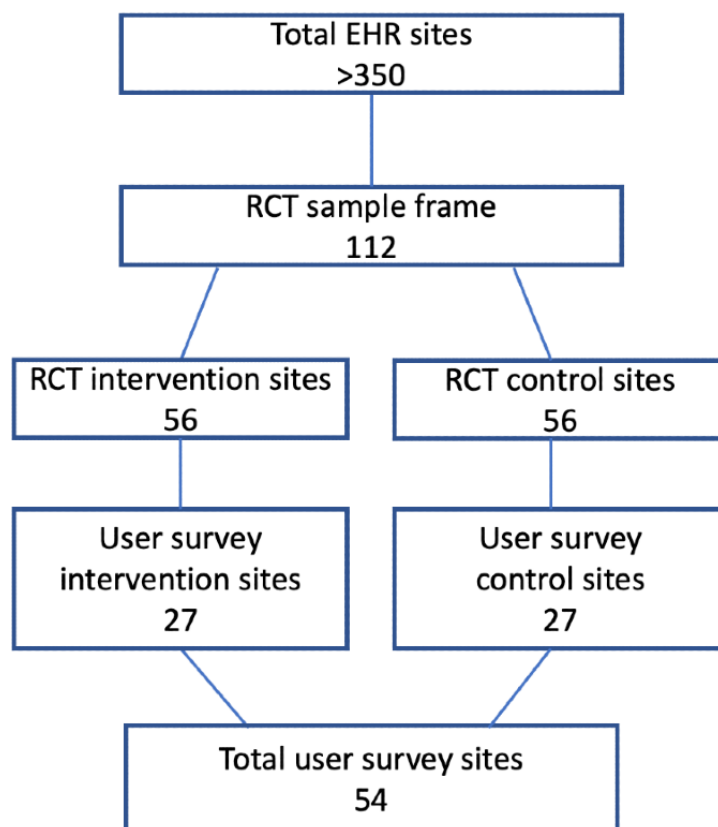 Total EHR sites
>350
RCT sample frame
112
RCT intervention sites
56
RCT control sites
56
User survey
intervention sites
27
User survey
control sites
27
Total user survey sites
54